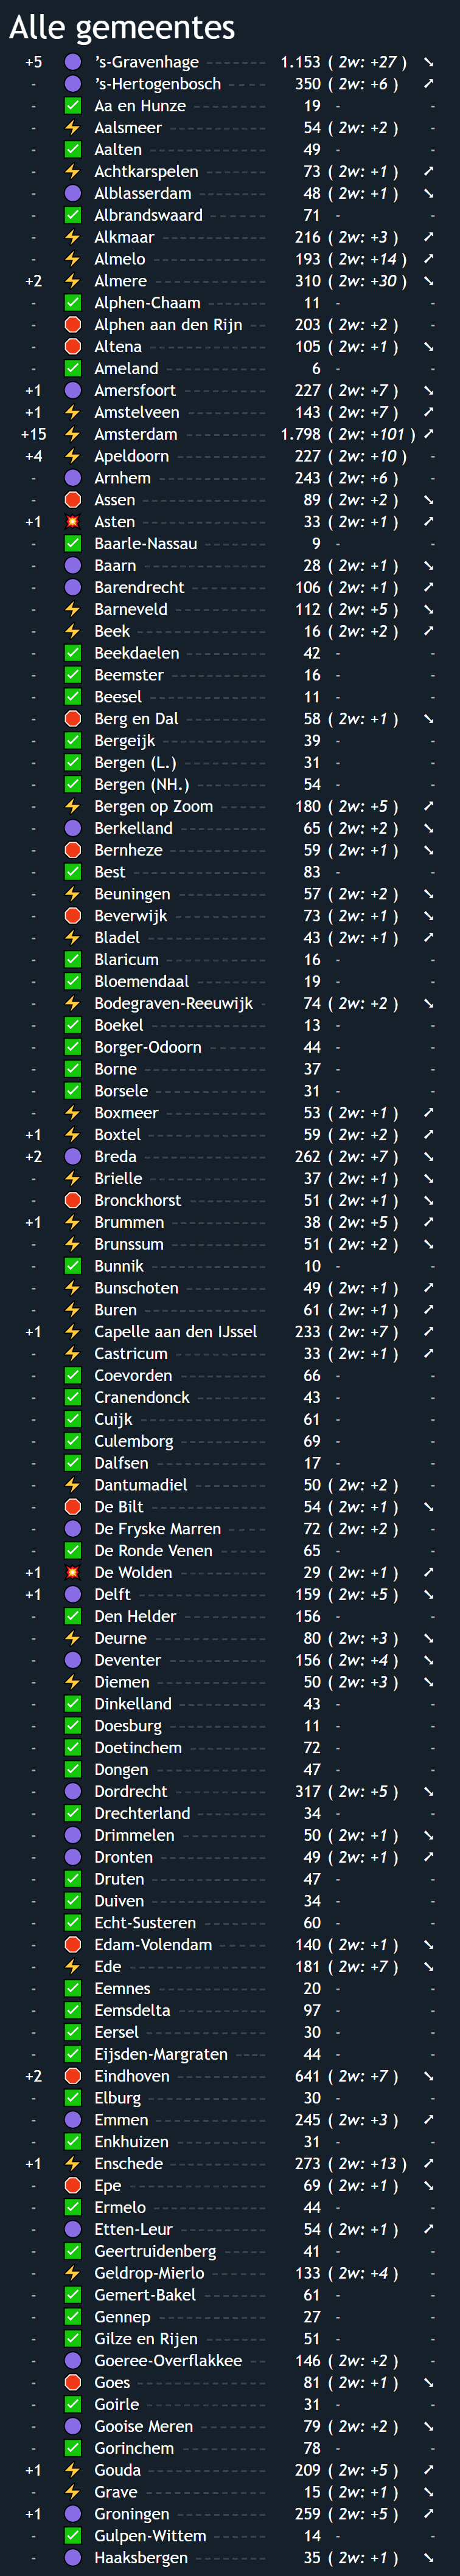 Alle gemeentes
+5 's-Gravenhage 1.153 ( 2w: +27 ) ↘
- 's-Hertogenbosch 350 ( 2w: +6 ) ↗
- Aa en Hunze 19 - -
- Aalsmeer 54 ( 2w: +2 ) -
- Aalten 49 - -
- Achtkarspelen 73 ( 2w: +1 ) ↗
- Alblasserdam 48 ( 2w: +1 ) ↘
- Albrandswaard 71 - -
- Alkmaar 216 ( 2w: +3 ) ↗
- Almelo 193 ( 2w: +14 ) ↗
+2 Almere 310 ( 2w: +30 ) ↘
- Alphen-Chaam 11 - -
- Alphen aan den Rijn 203 ( 2w: +2 ) -
- Altena 105 ( 2w: +1 ) ↘
- Ameland 6 - -
+1 Amersfoort 227 ( 2w: +7 ) ↘
+1 Amstelveen 143 ( 2w: +7 ) ↗
+15 Amsterdam 1.798 ( 2w: +101 ) ↗
+4 Apeldoorn 227 ( 2w: +10 ) -
- Arnhem 243 ( 2w: +6 ) -
- Assen 89 ( 2w: +2 ) ↘
+1 Asten 33 ( 2w: +1 ) ↗
- Baarle-Nassau 9 - -
- Baarn 28 ( 2w: +1 ) ↘
- Barendrecht 106 ( 2w: +1 ) ↗
- Barneveld 112 ( 2w: +5 ) ↘
- Beek 16 ( 2w: +2 ) ↗
- Beekdaelen 42 - -
- Beemster 16 - -
- Beesel 11 - -
- Berg en Dal 58 ( 2w: +1 ) ↘
- Bergeijk 39 - -
- Bergen (L.) 31 - -
- Bergen (NH.) 54 - -
- Bergen op Zoom 180 ( 2w: +5 ) ↗
- Berkelland 65 ( 2w: +2 ) ↘
- Bernheze 59 ( 2w: +1 ) ↘
- Best 83 - -
- Beuningen 57 ( 2w: +2 ) ↘
- Beverwijk 73 ( 2w: +1 ) ↘
- Bladel 43 ( 2w: +1 ) ↗
- Blaricum 16 - -
- Bloemendaal 19 - -
- Bodegraven-Reeuwijk 74 ( 2w: +2 ) ↘
- Boekel 13 - -
- Borger-Odoorn 44 - -
- Borne 37 - -
- Borsele 31 - -
- Boxmeer 53 ( 2w: +1 ) ↗
+1 Boxtel 59 ( 2w: +2 ) ↗
+2 Breda 262 ( 2w: +7 ) ↘
- Brielle 37 ( 2w: +1 ) ↘
- Bronckhorst 51 ( 2w: +1 ) ↘
+1 Brummen 38 ( 2w: +5 ) ↗
- Brunssum 51 ( 2w: +2 ) ↘
- Bunnik 10 - -
- Bunschoten 49 ( 2w: +1 ) ↗
- Buren 61 ( 2w: +1 ) ↗
+1 Capelle aan den IJssel 233 ( 2w: +7 ) ↗
- Castricum 33 ( 2w: +1 ) ↗
- Coevorden 66 - -
- Cranendonck 43 - -
- Cuijk 61 - -
- Culemborg 69 - -
- Dalfsen 17 - -
- Dantumadiel 50 ( 2w: +2 ) -
- De Bilt 54 ( 2w: +1 ) ↘
- De Fryske Marren 72 ( 2w: +2 ) -
- De Ronde Venen 65 - -
+1 De Wolden 29 ( 2w: +1 ) ↗
+1 Delft 159 ( 2w: +5 ) ↘
- Den Helder 156 - -
- Deurne 80 ( 2w: +3 ) ↘
- Deventer 156 ( 2w: +4 ) ↘
- Diemen 50 ( 2w: +3 ) ↘
- Dinkelland 43 - -
- Doesburg 11 - -
- Doetinchem 72 - -
- Dongen 47 - -
- Dordrecht 317 ( 2w: +5 ) ↘
- Drechterland 34 - -
- Drimmelen 50 ( 2w: +1 ) ↘
- Dronten 49 ( 2w: +1 ) ↗
- Druten 47 - -
- Duiven 34 - -
- Echt-Susteren 60 - -
- Edam-Volendam 140 ( 2w: +1 ) ↘
- Ede 181 ( 2w: +7 ) ↘
- Eemnes 20 - -
- Eemsdelta 97 - -
- Eersel 30 - -
- Eijsden-Margraten 44 - -
+2 Eindhoven 641 ( 2w: +7 ) ↘
- Elburg 30 - -
- Emmen 245 ( 2w: +3 ) ↗
- Enkhuizen 31 - -
+1 Enschede 273 ( 2w: +13 ) ↗
- Epe 69 ( 2w: +1 ) ↘
- Ermelo 44 - -
- Etten-Leur 54 ( 2w: +1 ) ↗
- Geertruidenberg 41 - -
- Geldrop-Mierlo 133 ( 2w: +4 ) -
- Gemert-Bakel 61 - -
- Gennep 27 - -
- Gilze en Rijen 51 - -
- Goeree-Overflakkee 146 ( 2w: +2 ) -
- Goes 81 ( 2w: +1 ) ↘
- Goirle 31 - -
- Gooise Meren 79 ( 2w: +2 ) ↘
- Gorinchem 78 - -
+1 Gouda 209 ( 2w: +5 ) ↗
- Grave 15 ( 2w: +1 ) ↘
+1 Groningen 259 ( 2w: +5 ) ↗
- Gulpen-Wittem 14 - -
- Haaksbergen 35 ( 2w: +1 ) ↘